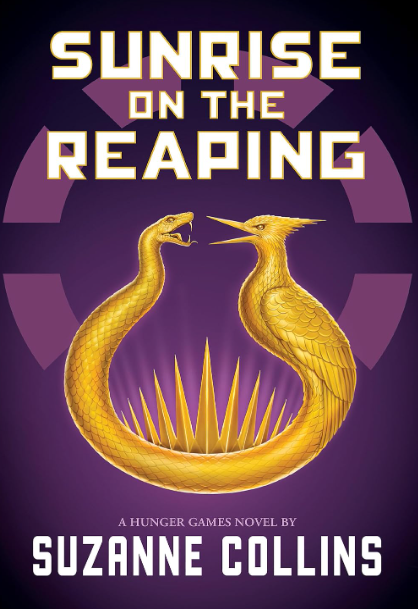 SUNRISE
ON THE
REAPING
A HUNGER GAMES NOVEL BY
SUZANNE COLLINS